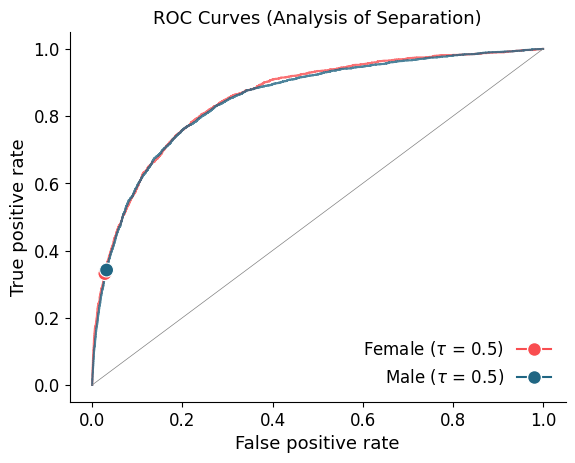 ROC Curves (Analysis of Separation)
True positive rate
1.0
0.8
0.6
0.4
0.2
0.0
0.0 0.2 0.4 0.6 0.8 1.0
False positive rate
Female (τ = 0.5)
Male (τ = 0.5)